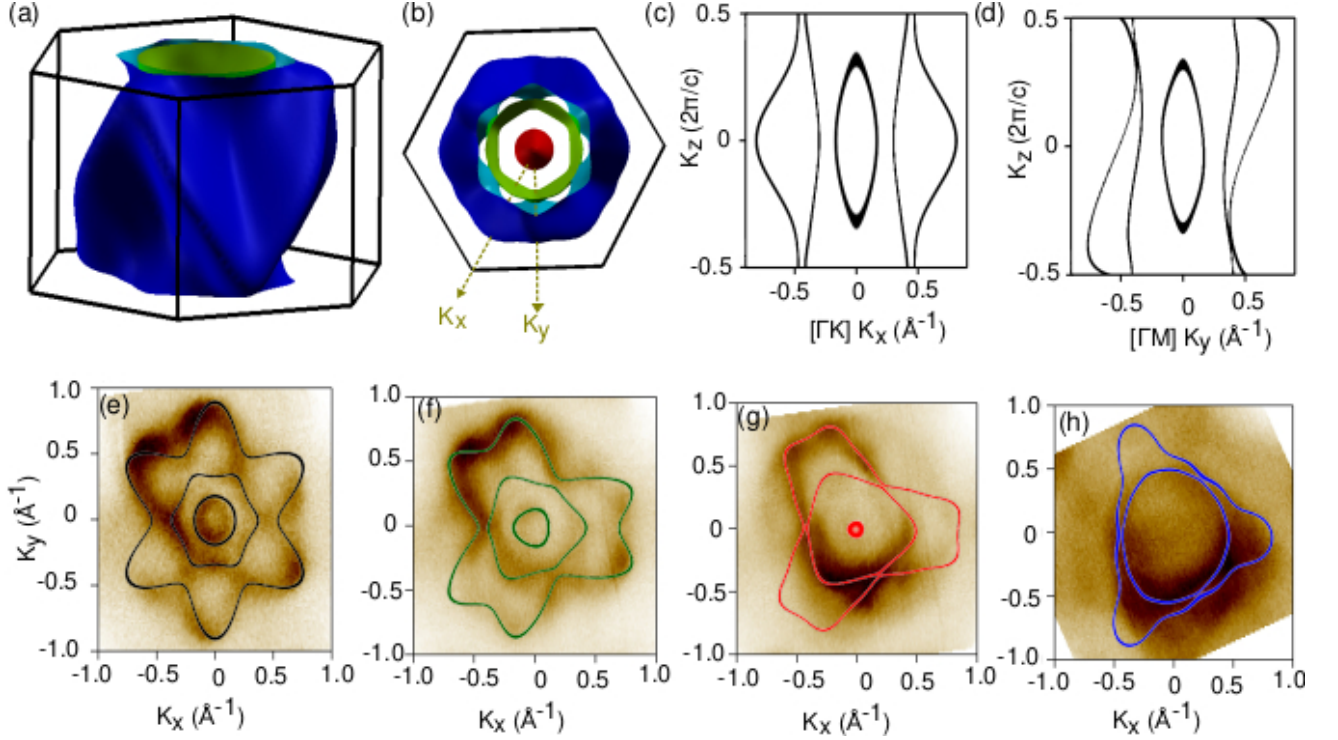 (a)
(b)
Kx
Ky
(c)
0.5
0
-0.5
Kz (2π/c)
-0.5 0 0.5
[ΓK] Kx (Å⁻¹)
(d)
0.5
0
-0.5
Kz (2π/c)
-0.5 0 0.5
[ΓM] Ky (Å⁻¹)
(e)
1.0
0.5
0
-0.5
-1.0
Ky (Å⁻¹)
-1.0 -0.5 0 0.5 1.0
Kx (Å⁻¹)
(f)
1.0
0.5
0
-0.5
-1.0
-1.0 -0.5 0 0.5 1.0
Kx (Å⁻¹)
(g)
1.0
0.5
0
-0.5
-1.0
-1.0 -0.5 0 0.5 1.0
Kx (Å⁻¹)
(h)
1.0
0.5
0
-0.5
-1.0
-1.0 -0.5 0 0.5 1.0
Kx (Å⁻¹)